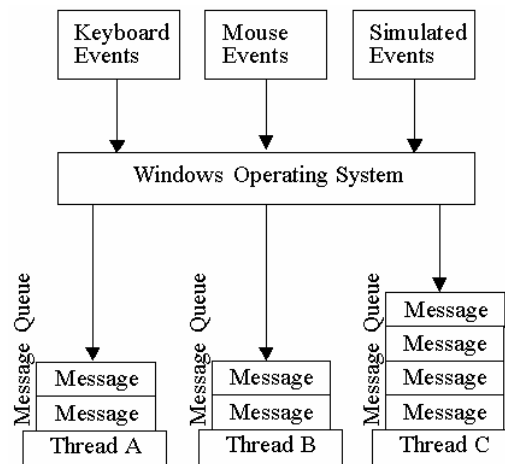 Keyboard
Events
Mouse
Events
Simulated
Events
Windows Operating System
Message Queue
Message
Message
Thread A
Message Queue
Message
Message
Thread B
Message Queue
Message
Message
Message
Message
Thread C